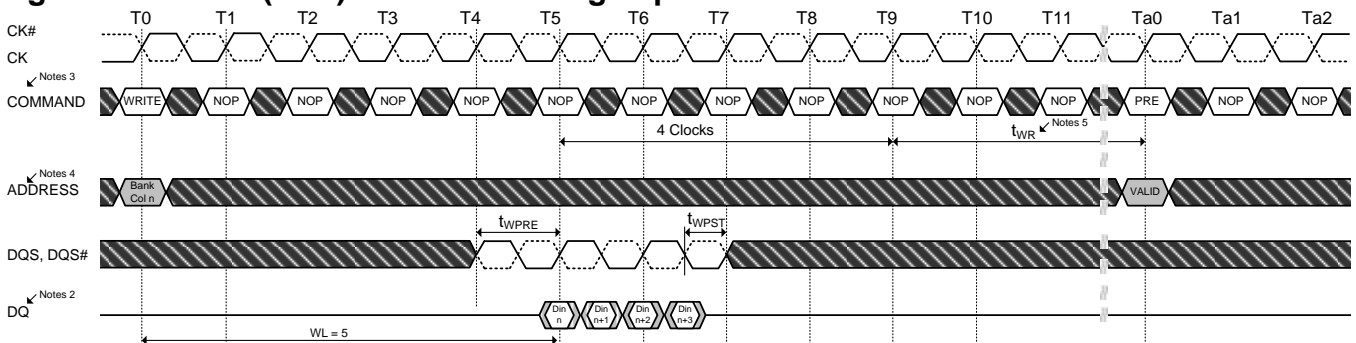 T0 T1 T2 T3 T4 T5 T6 T7 T8 T9 T10 T11 Ta0 Ta1 Ta2
CK#
CK
Notes 3
COMMAND WRITE NOP NOP NOP NOP NOP NOP NOP NOP NOP NOP NOP PRE NOP NOP
4 Clocks tWR Notes 5
Notes 4
ADDRESS Bank Col n VALID
tWPRE tWPST
DQS, DQS#
Notes 2
DQ Din n Din n+1 Din n+2 Din n+3
WL = 5